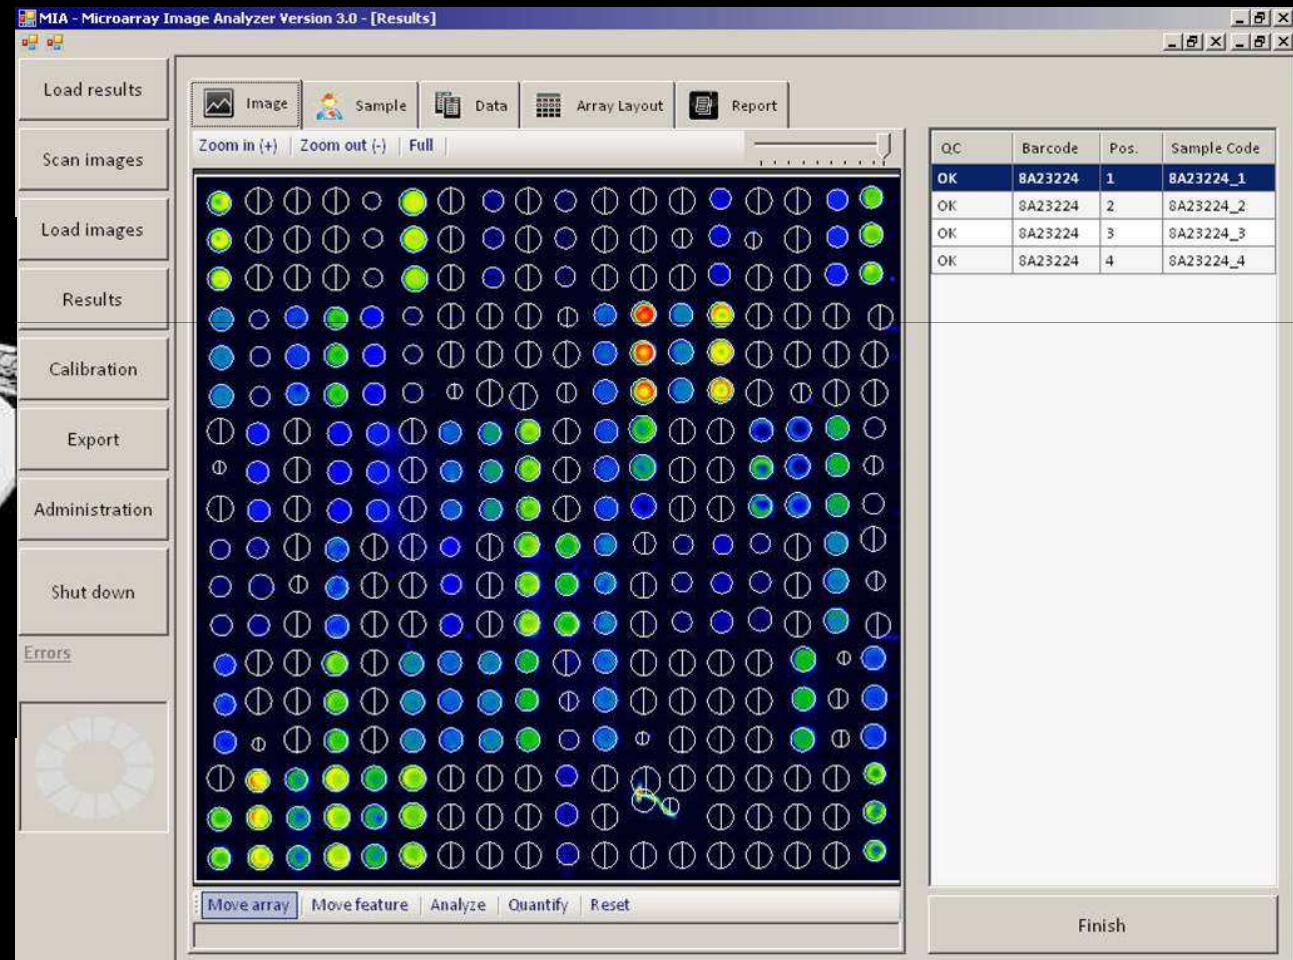 MIA - Microarray Image Analyzer Version 3.0 - [Results]
Load results
Scan images
Load images
Results
Calibration
Export
Administration
Shut down
Errors
Image
Sample
Data
Array Layout
Report
Zoom in (+)
Zoom out (-)
Full
Move array
Move feature
Analyze
Quantify
Reset
QC Barcode Pos. Sample Code
OK 8A23224 1 8A23224_1
OK 8A23224 2 8A23224_2
OK 8A23224 3 8A23224_3
OK 8A23224 4 8A23224_4
Finish